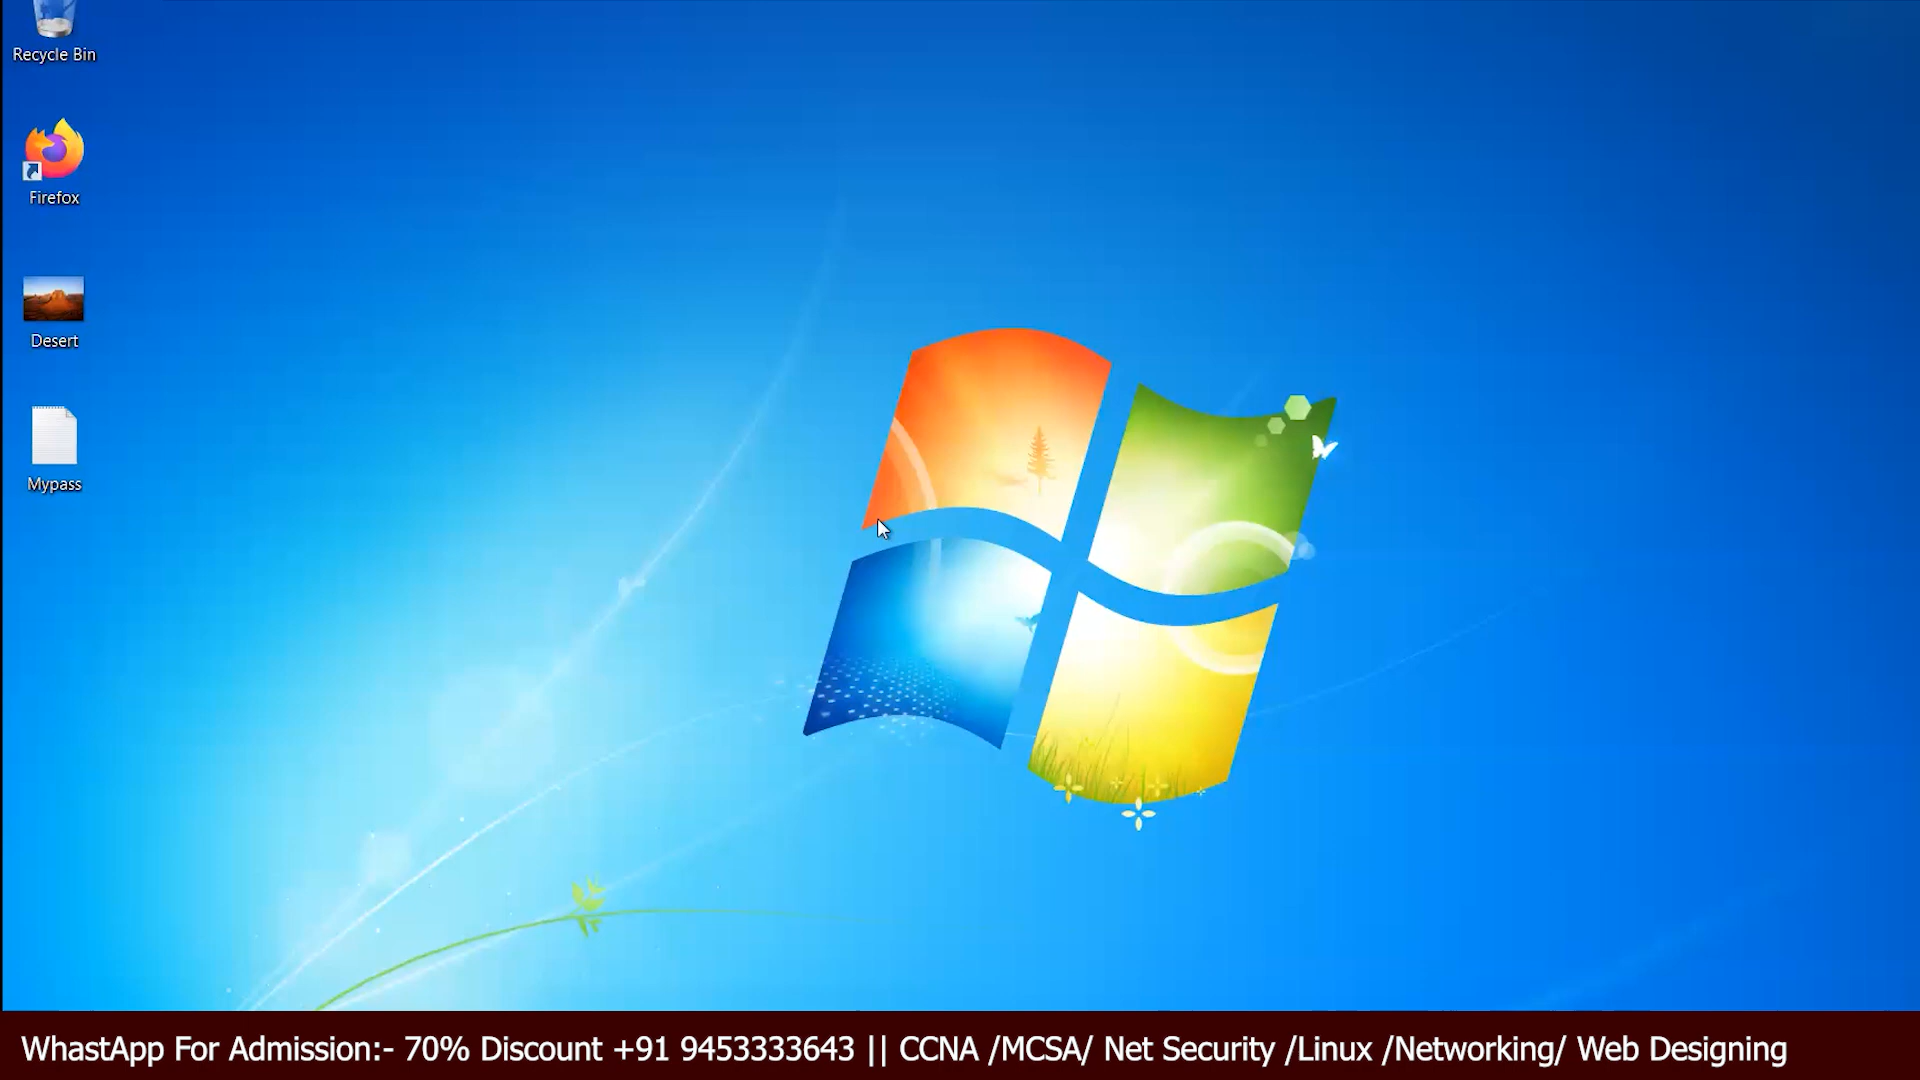 Recycle Bin
Firefox
Desert
Mypass
WhastApp For Admission:- 70% Discount +91 9453333643 || CCNA /MCSA/ Net Security /Linux /Networking/ Web Designing